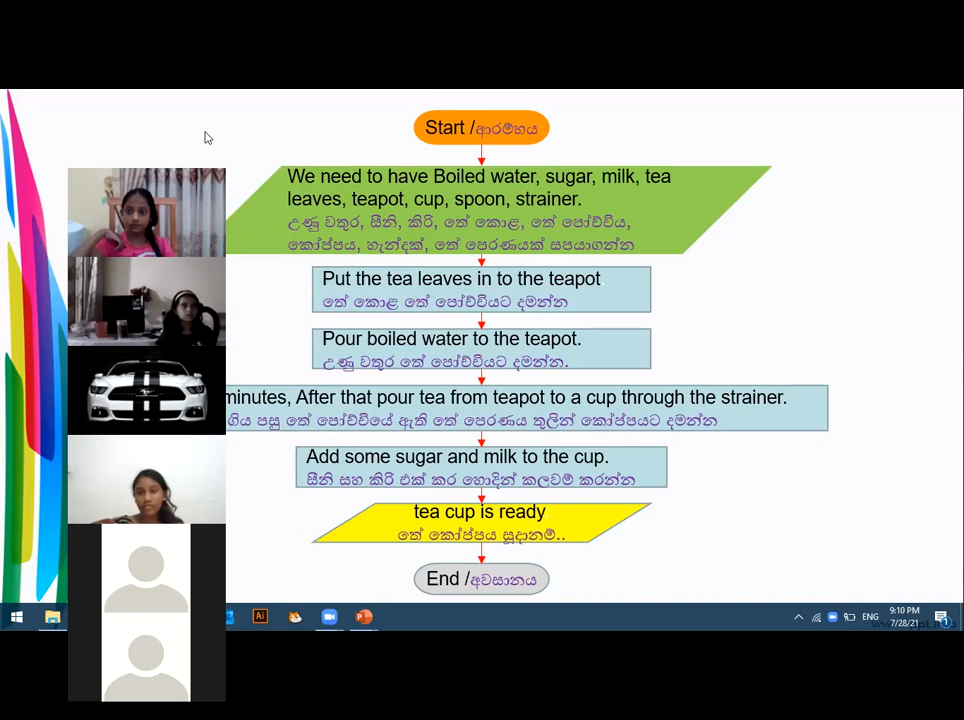 Start /ආරම්භය
We need to have Boiled water, sugar, milk, tea
leaves, teapot, cup, spoon, strainer.
උණු වතුර, සීනි, කිරි, තේ කොළ, තේ පෝච්චිය,
කෝප්පය, හැන්දක්, තේ පෙරණයක් සපයාගන්න
Put the tea leaves in to the teapot
තේ කොළ තේ පෝච්චියට දමන්න
Pour boiled water to the teapot.
උණු වතුර තේ පෝච්චියට දමන්න.
minutes, After that pour tea from teapot to a cup through the strainer.
ගිය පසු තේ පෝච්චියේ ඇති තේ පෙරණය තුලින් කෝප්පයට දමන්න
Add some sugar and milk to the cup.
සීනි සහ කිරි එක් කර හොදින් කලවම් කරන්න
tea cup is ready
තේ කෝප්පය සූදානම්..
End /අවසානය
Ai
ENG
9:10 PM
7/28/21
1